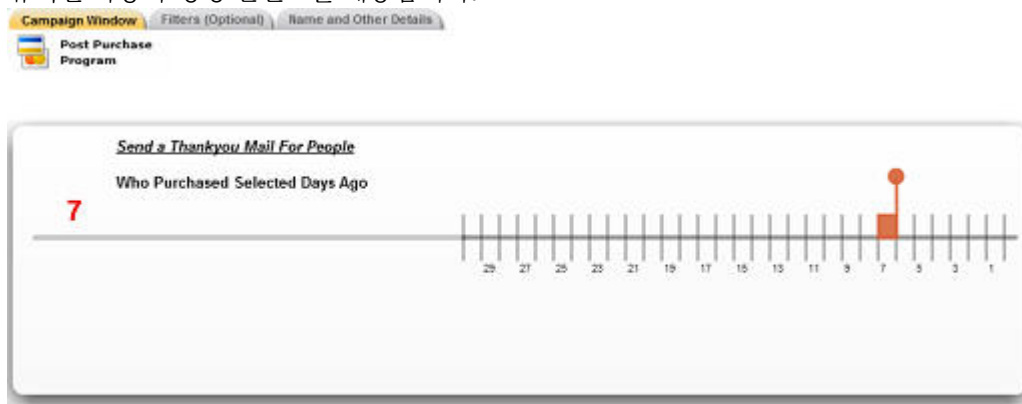 Campaign Window Filters (Optional) Name and Other Details
Post Purchase
Program
Send a Thankyou Mail For People
Who Purchased Selected Days Ago
7
29 27 25 23 21 19 17 15 13 11 9 7 5 3 1